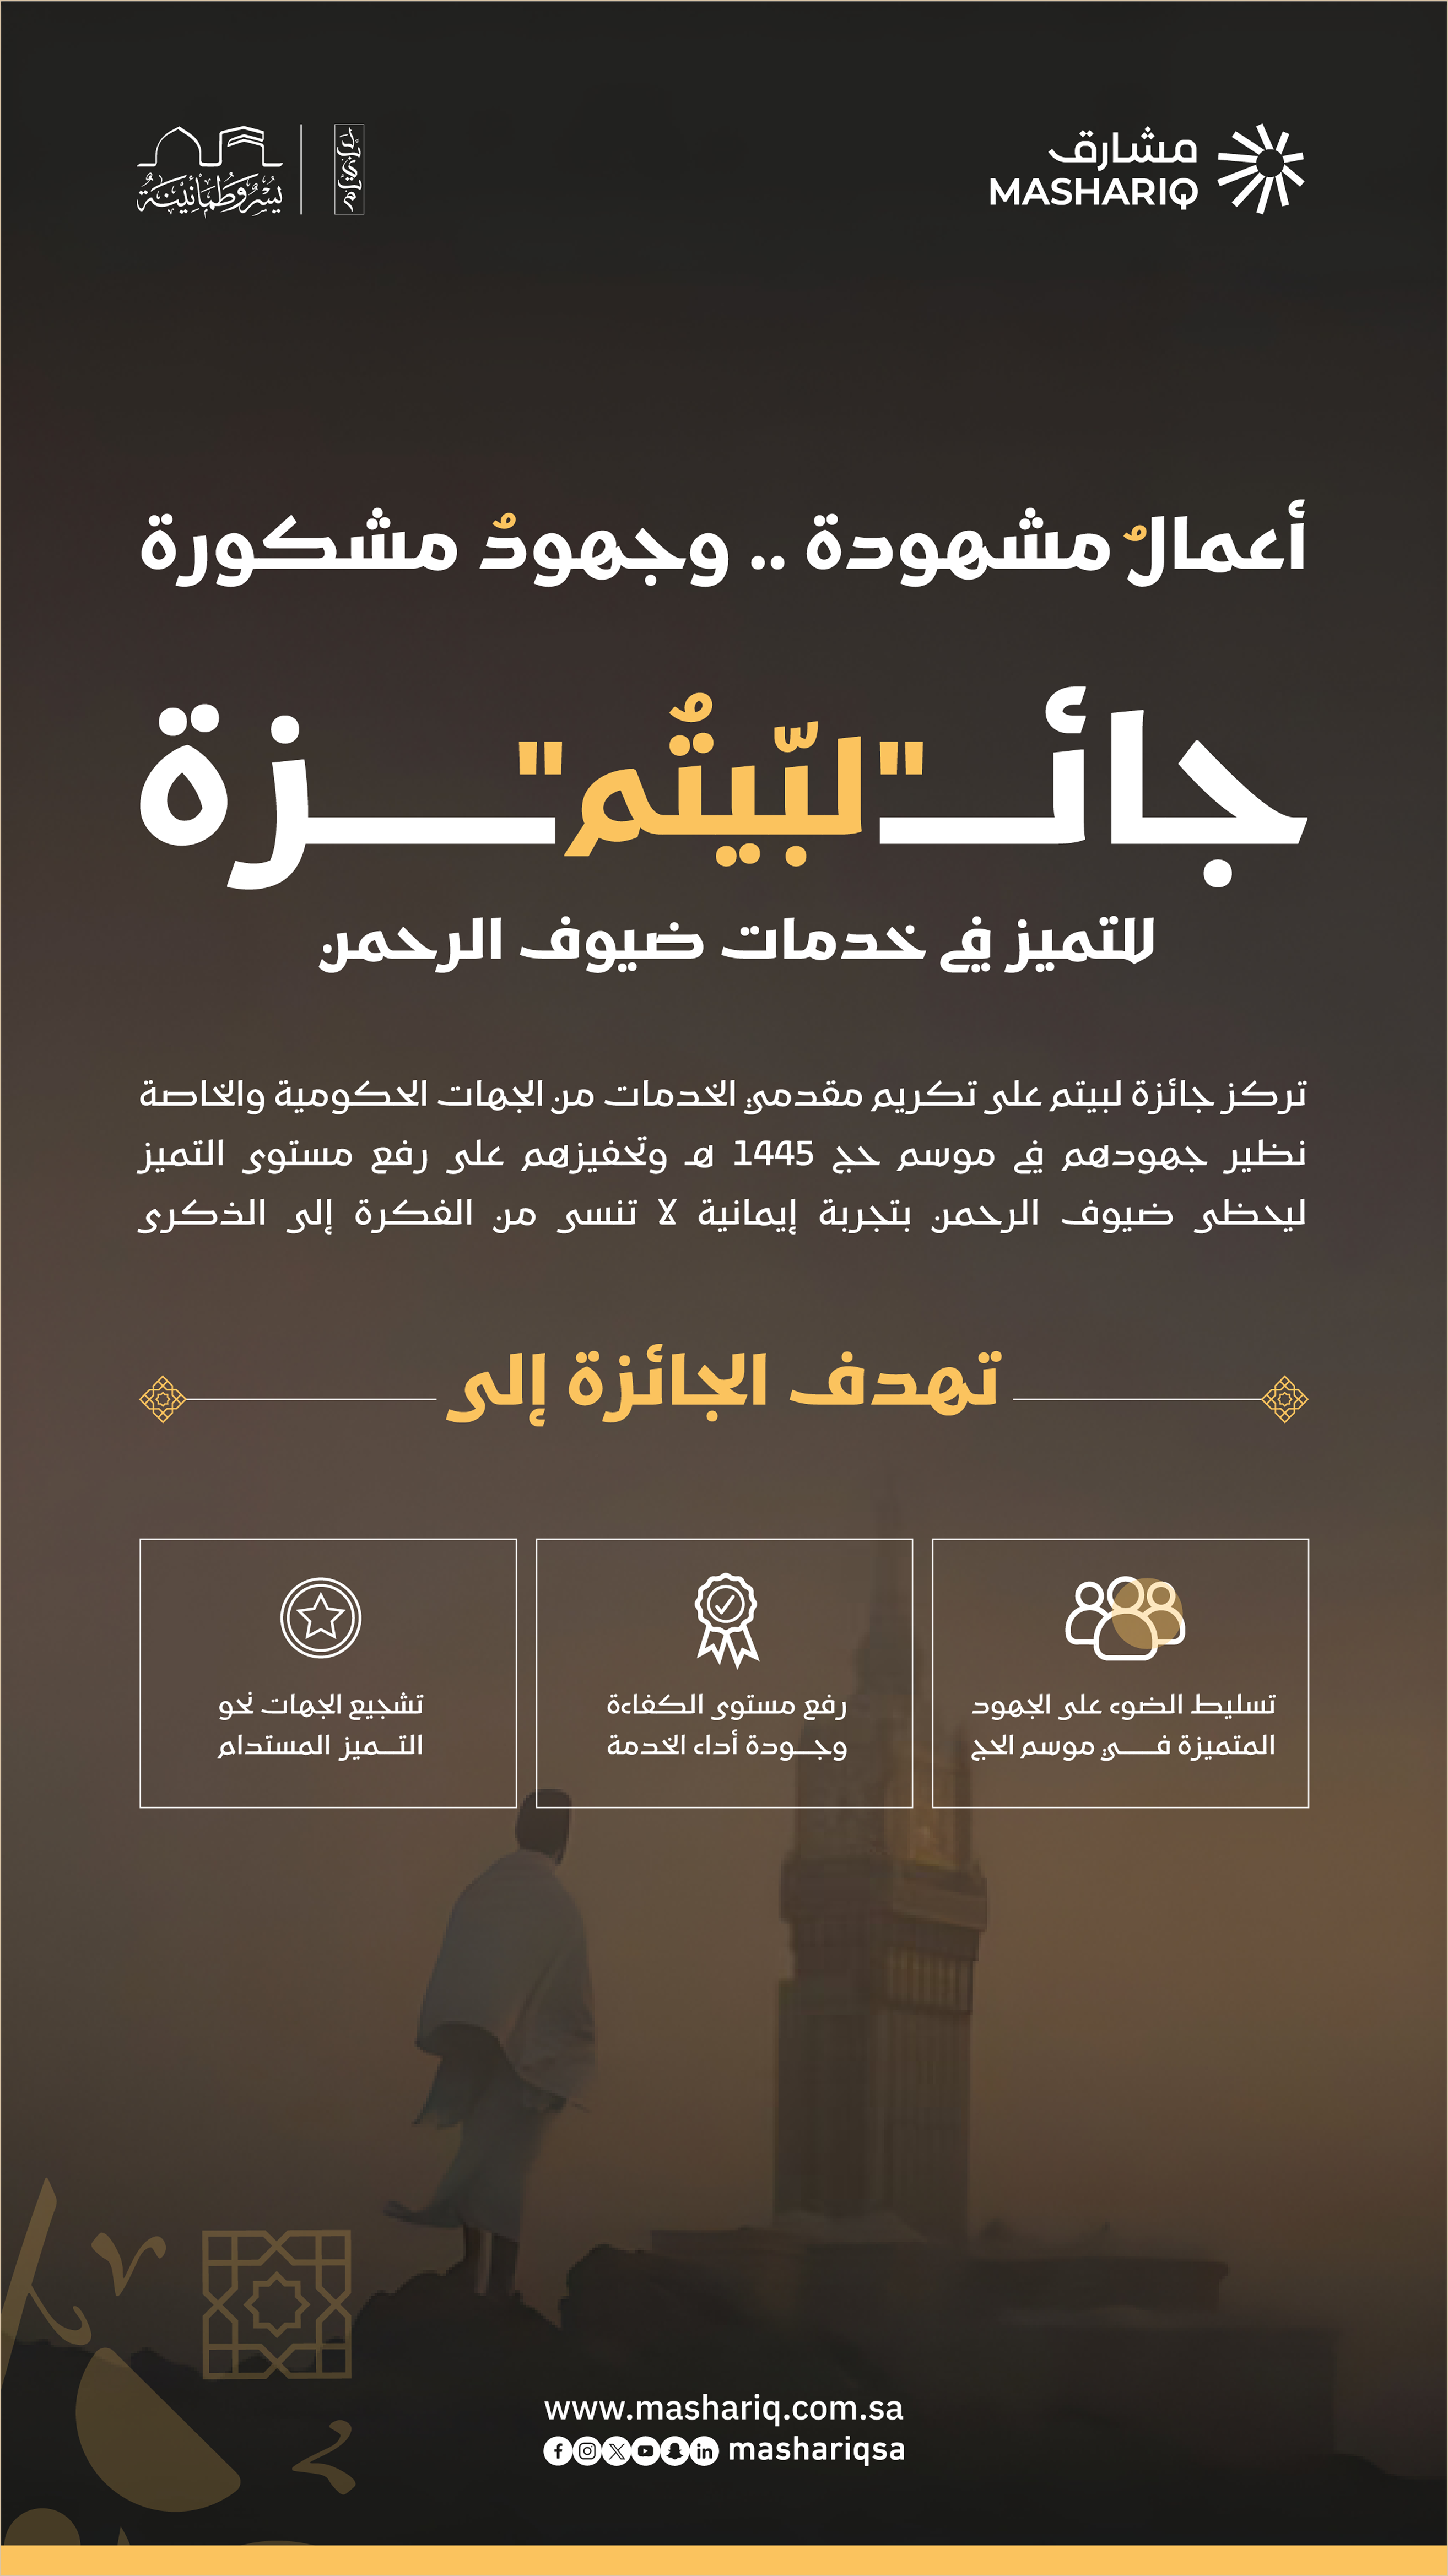 مشارق
MASHARIQ
يُسْرٌ وَطُمَأْنِيْنَةٌ
أعمالٌ مشهودة .. وجهودٌ مشكورة
جائـــ"لبّيتُم"ـــزة
للتميز في خدمات ضيوف الرحمن
تركز جائزة لبيتم على تكريم مقدمي الخدمات من الجهات الحكومية والخاصة
نظير جهودهم في موسم حج 1445 هـ وتحفيزهم على رفع مستوى التميز
ليحظى ضيوف الرحمن بتجربة إيمانية لا تنسى من الفكرة إلى الذكرى
تهدف الجائزة إلى
تسليط الضوء على الجهود
المتميزة فــــي موسم الحج
رفع مستوى الكفاءة
وجـــودة أداء الخدمة
تشجيع الجهات نحو
التـــميز المستدام
www.mashariq.com.sa
mashariqsa